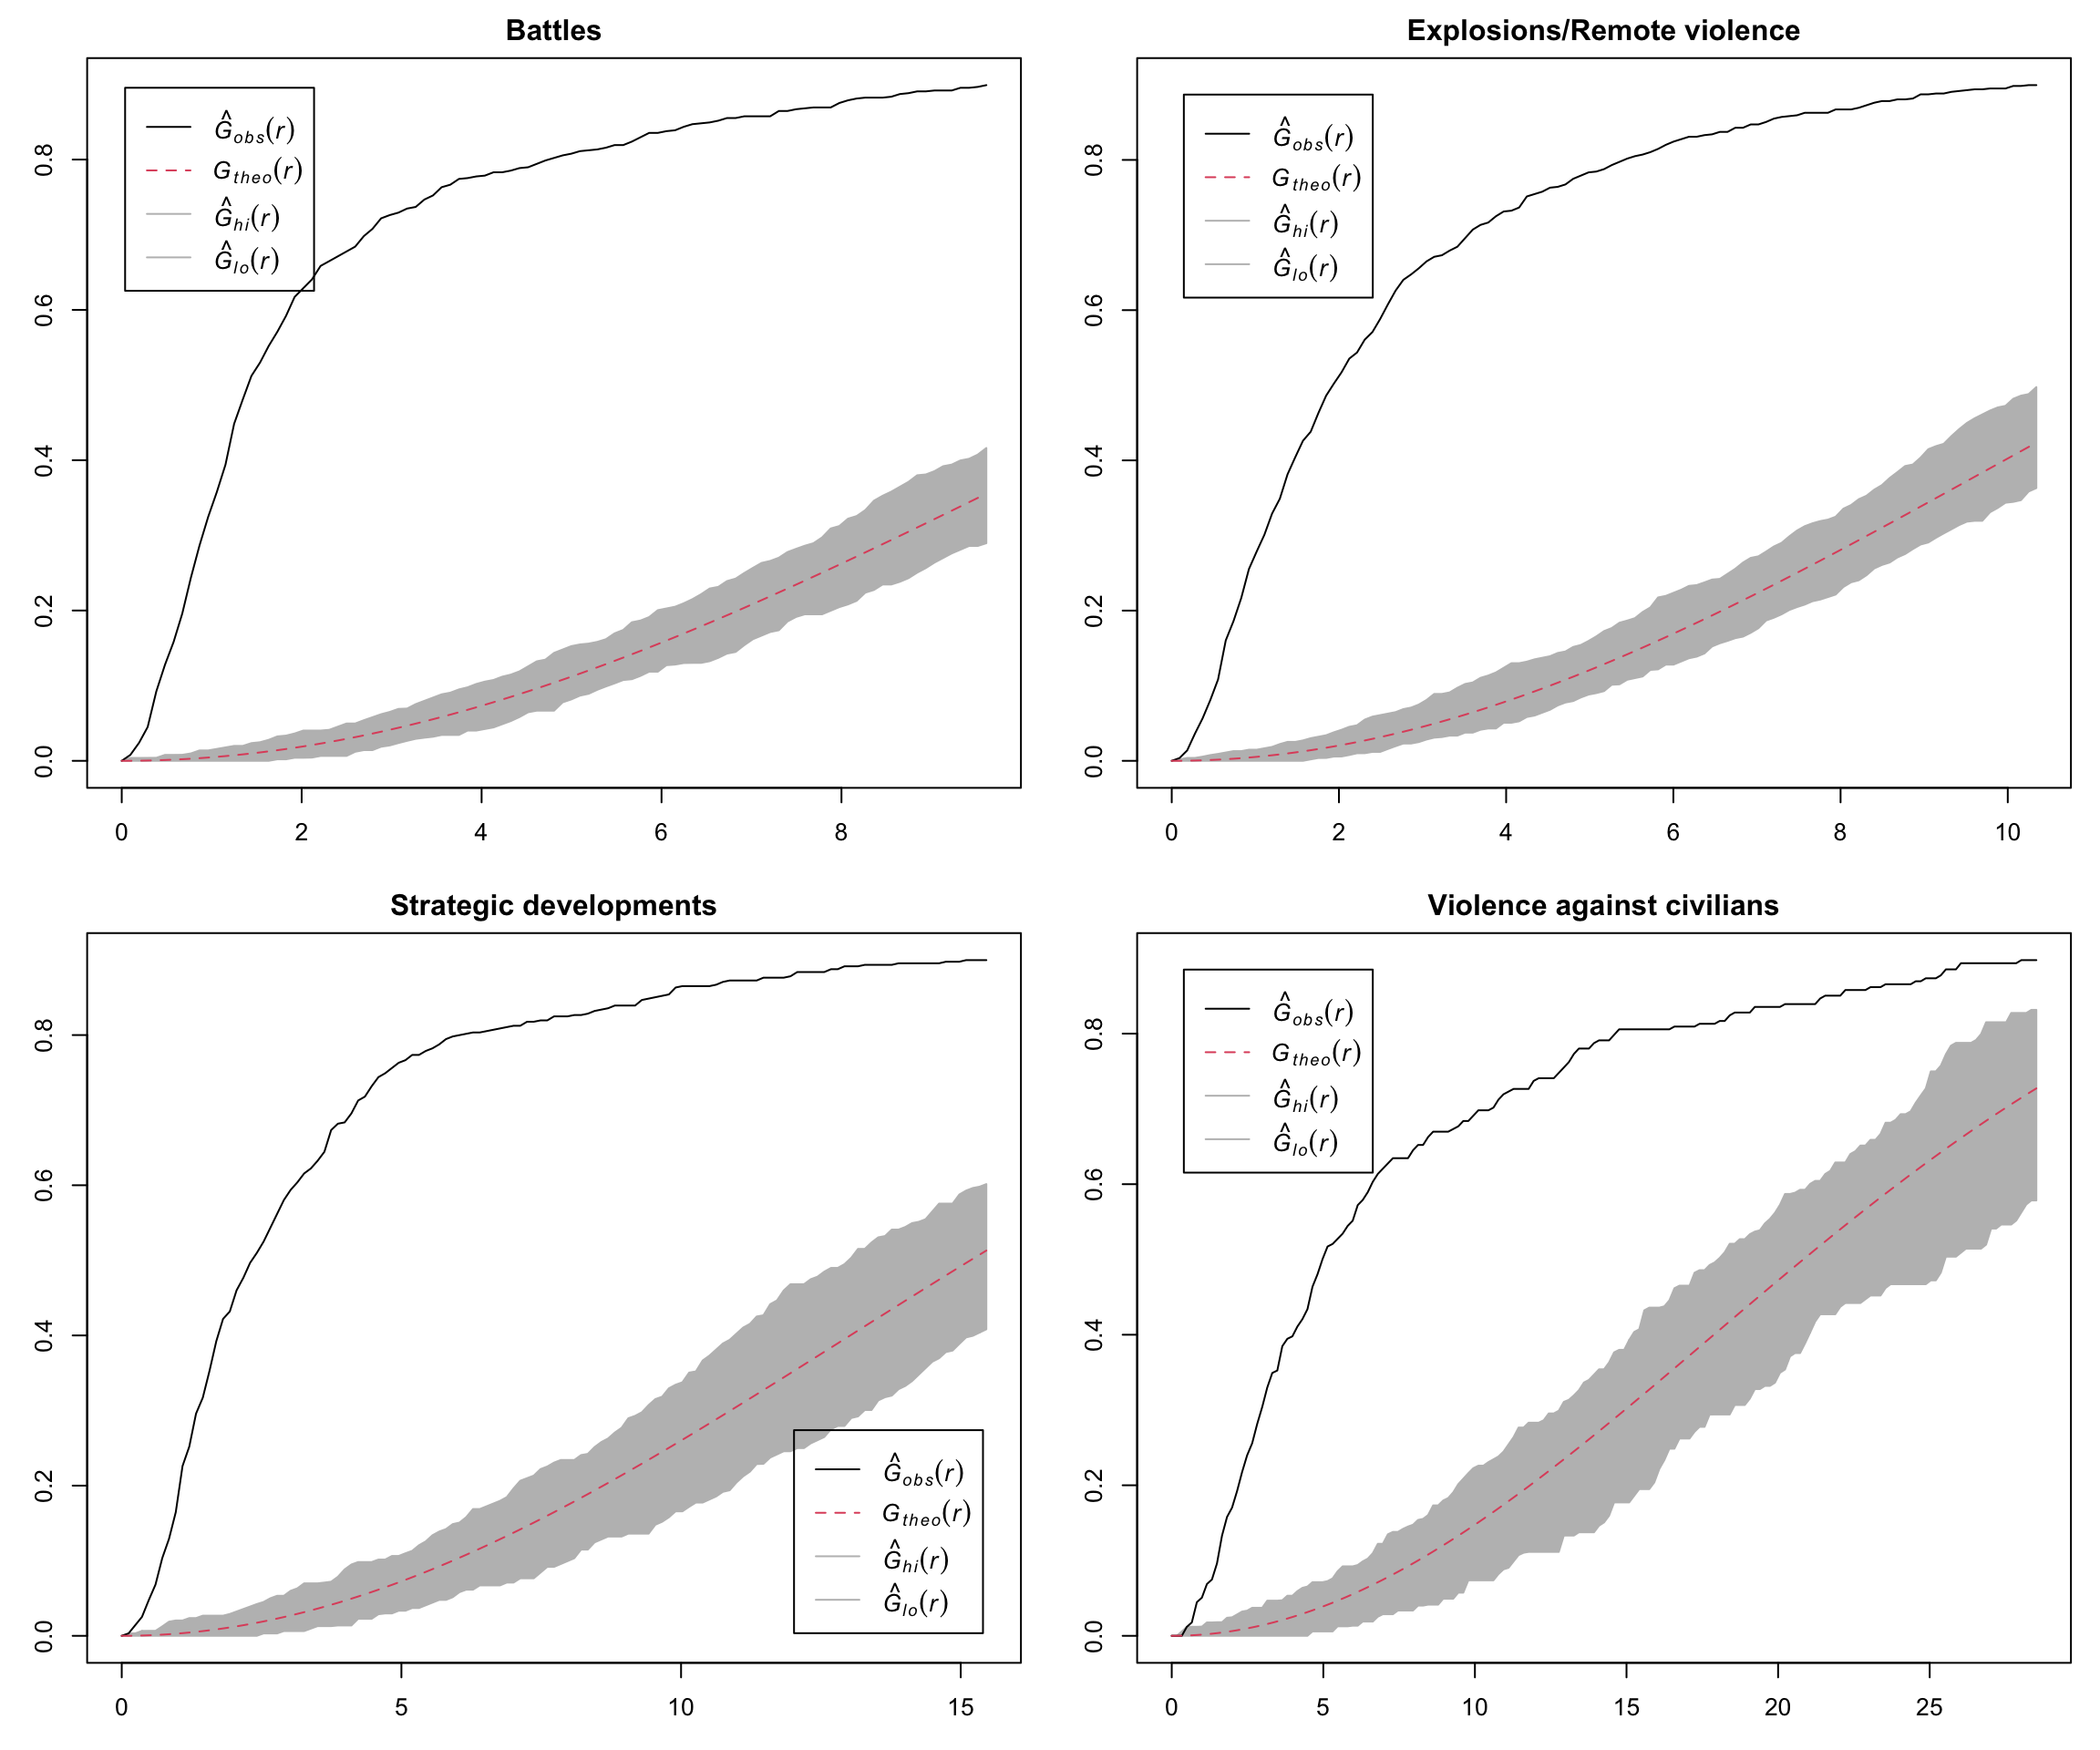 Battles
Ĝobs(r)
Gtheo(r)
Ĝhi(r)
Ĝlo(r)
0.0 0.2 0.4 0.6 0.8
0 2 4 6 8
Explosions/Remote violence
Ĝobs(r)
Gtheo(r)
Ĝhi(r)
Ĝlo(r)
0.0 0.2 0.4 0.6 0.8
0 2 4 6 8 10
Strategic developments
Ĝobs(r)
Gtheo(r)
Ĝhi(r)
Ĝlo(r)
0.0 0.2 0.4 0.6 0.8
0 5 10 15
Violence against civilians
Ĝobs(r)
Gtheo(r)
Ĝhi(r)
Ĝlo(r)
0.0 0.2 0.4 0.6 0.8
0 5 10 15 20 25